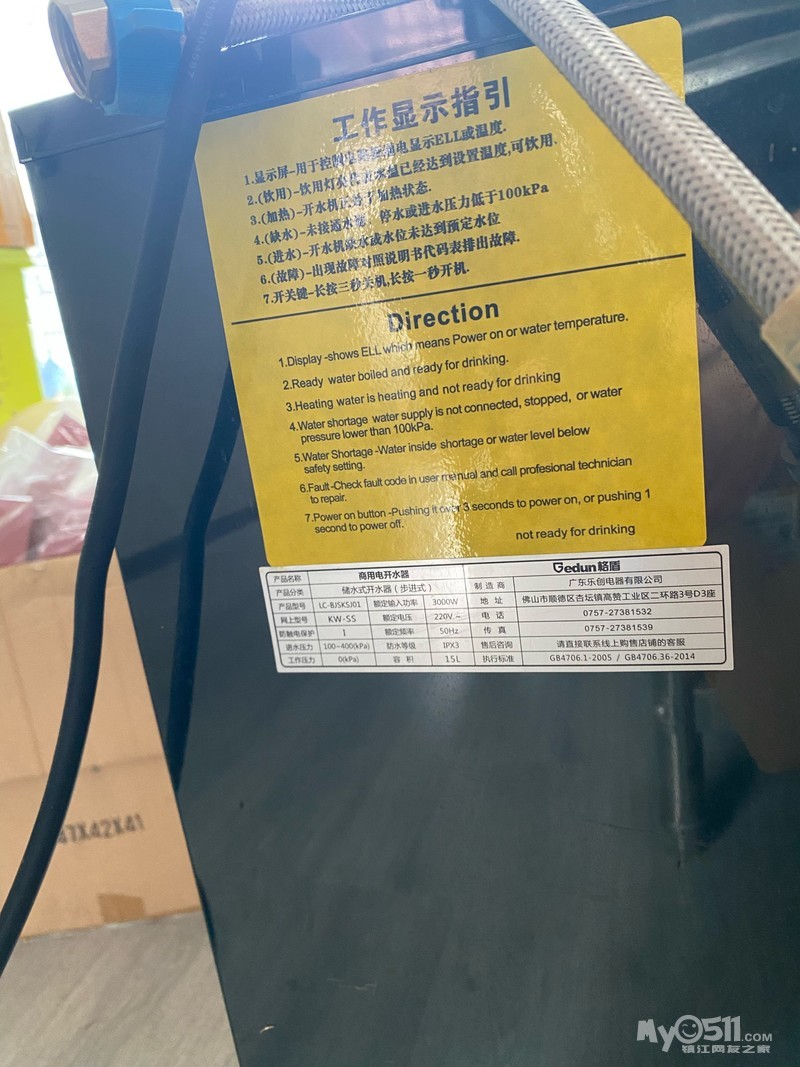 工作显示指引
1.显示屏-用于控制 通电显示ELL或温度.
2.(饮用)-饮用灯 水温已经达到设置温度,可饮用.
3.(加热)-开水机 加热状态.
4.(缺水)-未接通水 停水或进水压力低于100kPa
5.(进水)-开水机缺水或水位未达到预定水位
6.(故障)-出现故障对照说明书代码表排出故障.
7.开关键-长按三秒关机,长按一秒开机.
Direction
1.Display -shows ELL which means Power on or water temperature.
2.Ready water boiled and ready for drinking.
3.Heating water is heating and not ready for drinking
4.Water shortage water supply is not connected, stopped, or water
pressure lower than 100kPa.
5.Water Shortage -Water inside shortage or water level below
safety setting.
6.Fault -Check fault code in user manual and call profesional technician
to repair.
7.Power on button -Pushing it over 3 seconds to power on, or pushing 1
second to power off.
not ready for drinking
产品名称 商用电开水器 Gedun格盾
产品分类 储水式开水器(步进式) 制造商 广东乐创电器有限公司
产品型号 LC-BJSKSJ01 额定输入功率 3000W 地址 佛山市顺德区杏坛镇高赞工业区二环路3号D3座
网上型号 KW-SS 额定电压 220V~ 电话 0757-27381532
防触电保护 I 额定频率 50Hz 传真 0757-27381539
进水压力 100~400(kPa) 防水等级 IPX3 售后咨询 请直接联系线上购售店铺的客服
工作压力 0(kPa) 容积 15L 执行标准 GB4706.1-2005 / GB4706.36-2014
47X42X41
My0511.COM
镇江网友之家